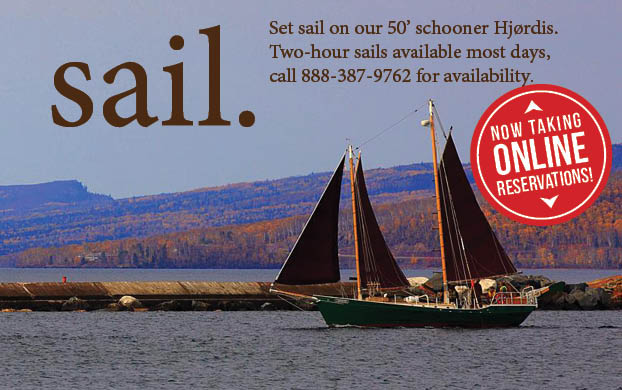 sail.
Set sail on our 50’ schooner Hjørdis.
Two-hour sails available most days,
call 888-387-9762 for availability.
NOW TAKING
ONLINE
RESERVATIONS!